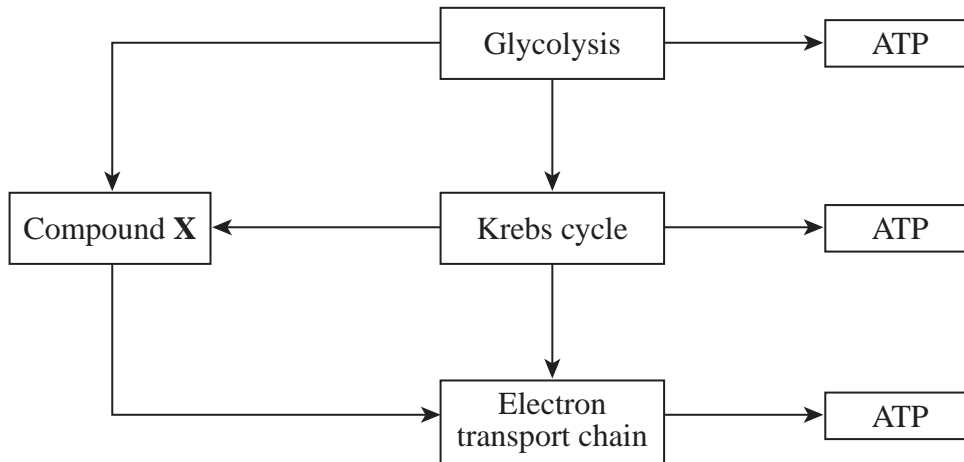 Glycolysis
ATP
Compound X
Krebs cycle
ATP
Electron
transport chain
ATP